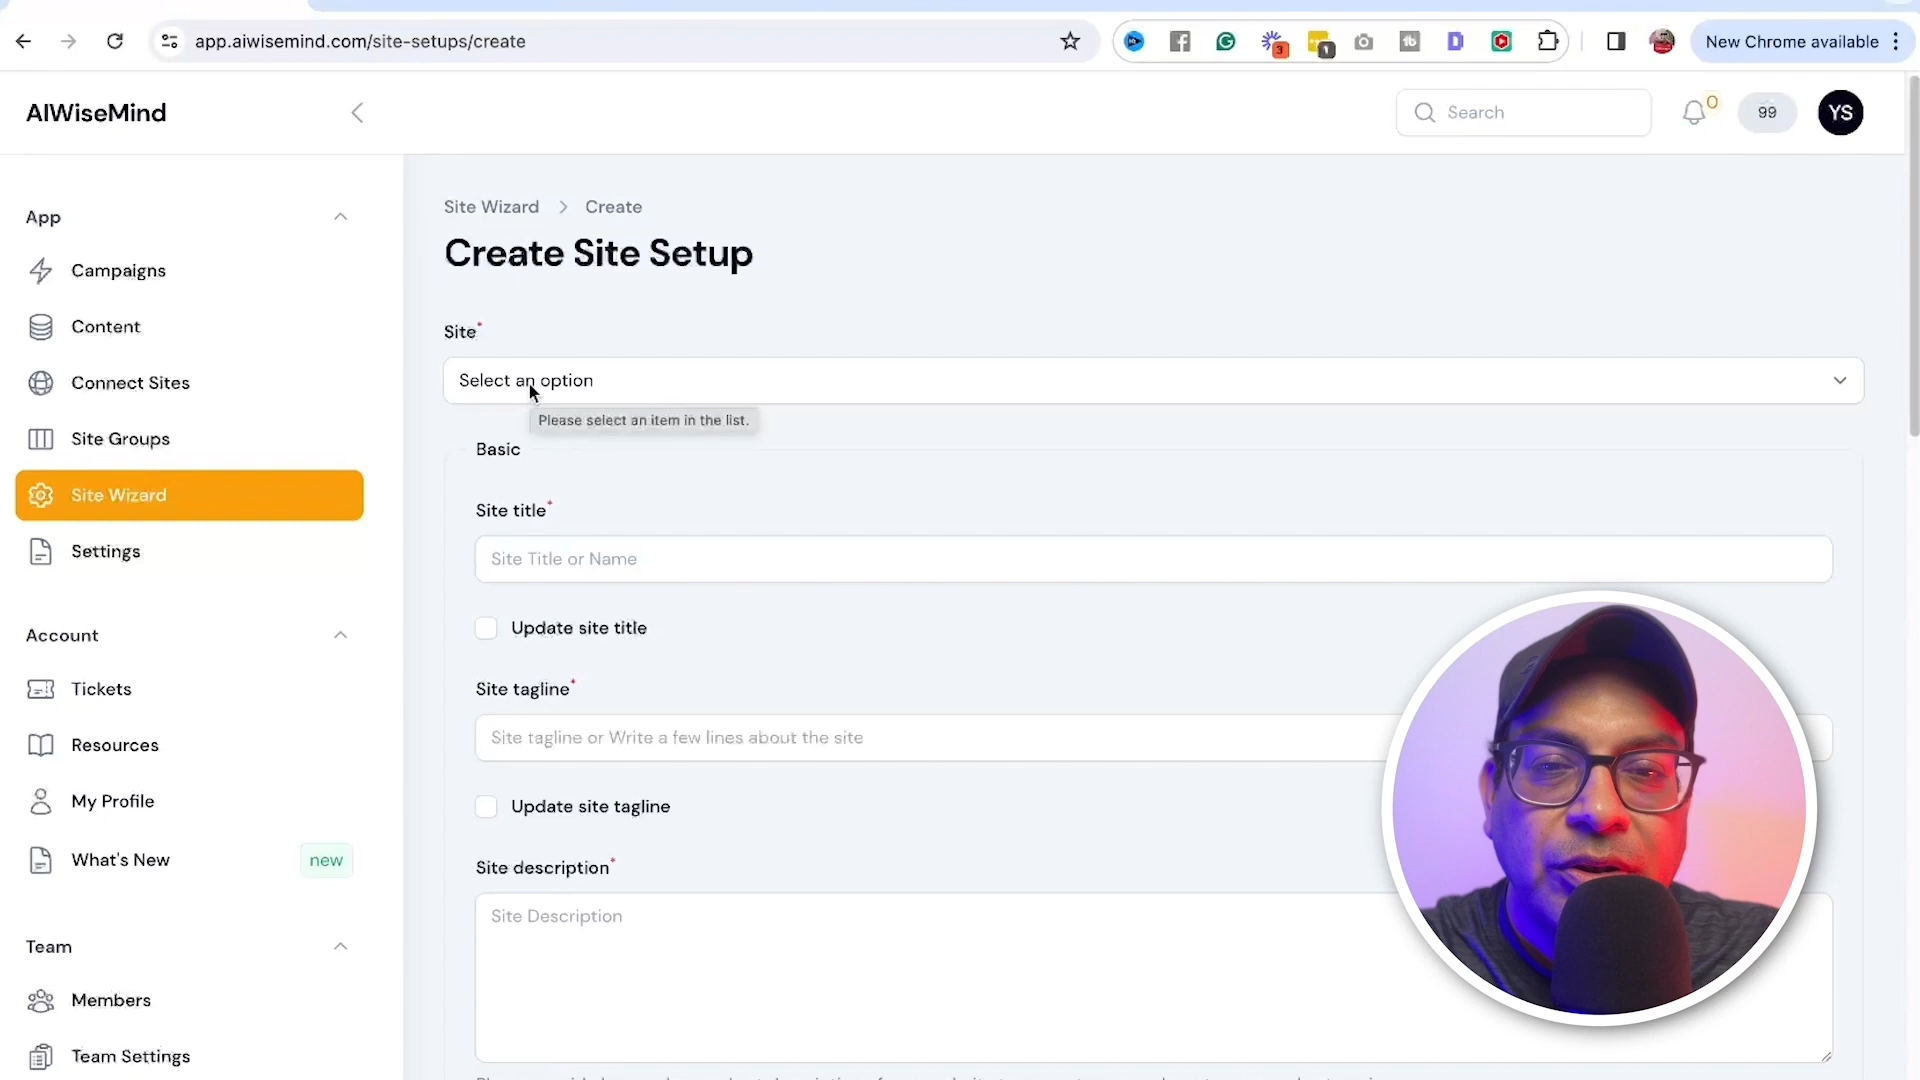 app.aiwisemind.com/site-setups/create
3
1
New Chrome available
AIWiseMind
Search
0
99
YS
App
Campaigns
Content
Connect Sites
Site Groups
Site Wizard
Settings
Account
Tickets
Resources
My Profile
What's New
new
Team
Members
Team Settings
Site Wizard > Create
Create Site Setup
Site*
Select an option
Please select an item in the list.
Basic
Site title*
Site Title or Name
Update site title
Site tagline*
Site tagline or Write a few lines about the site
Update site tagline
Site description*
Site Description